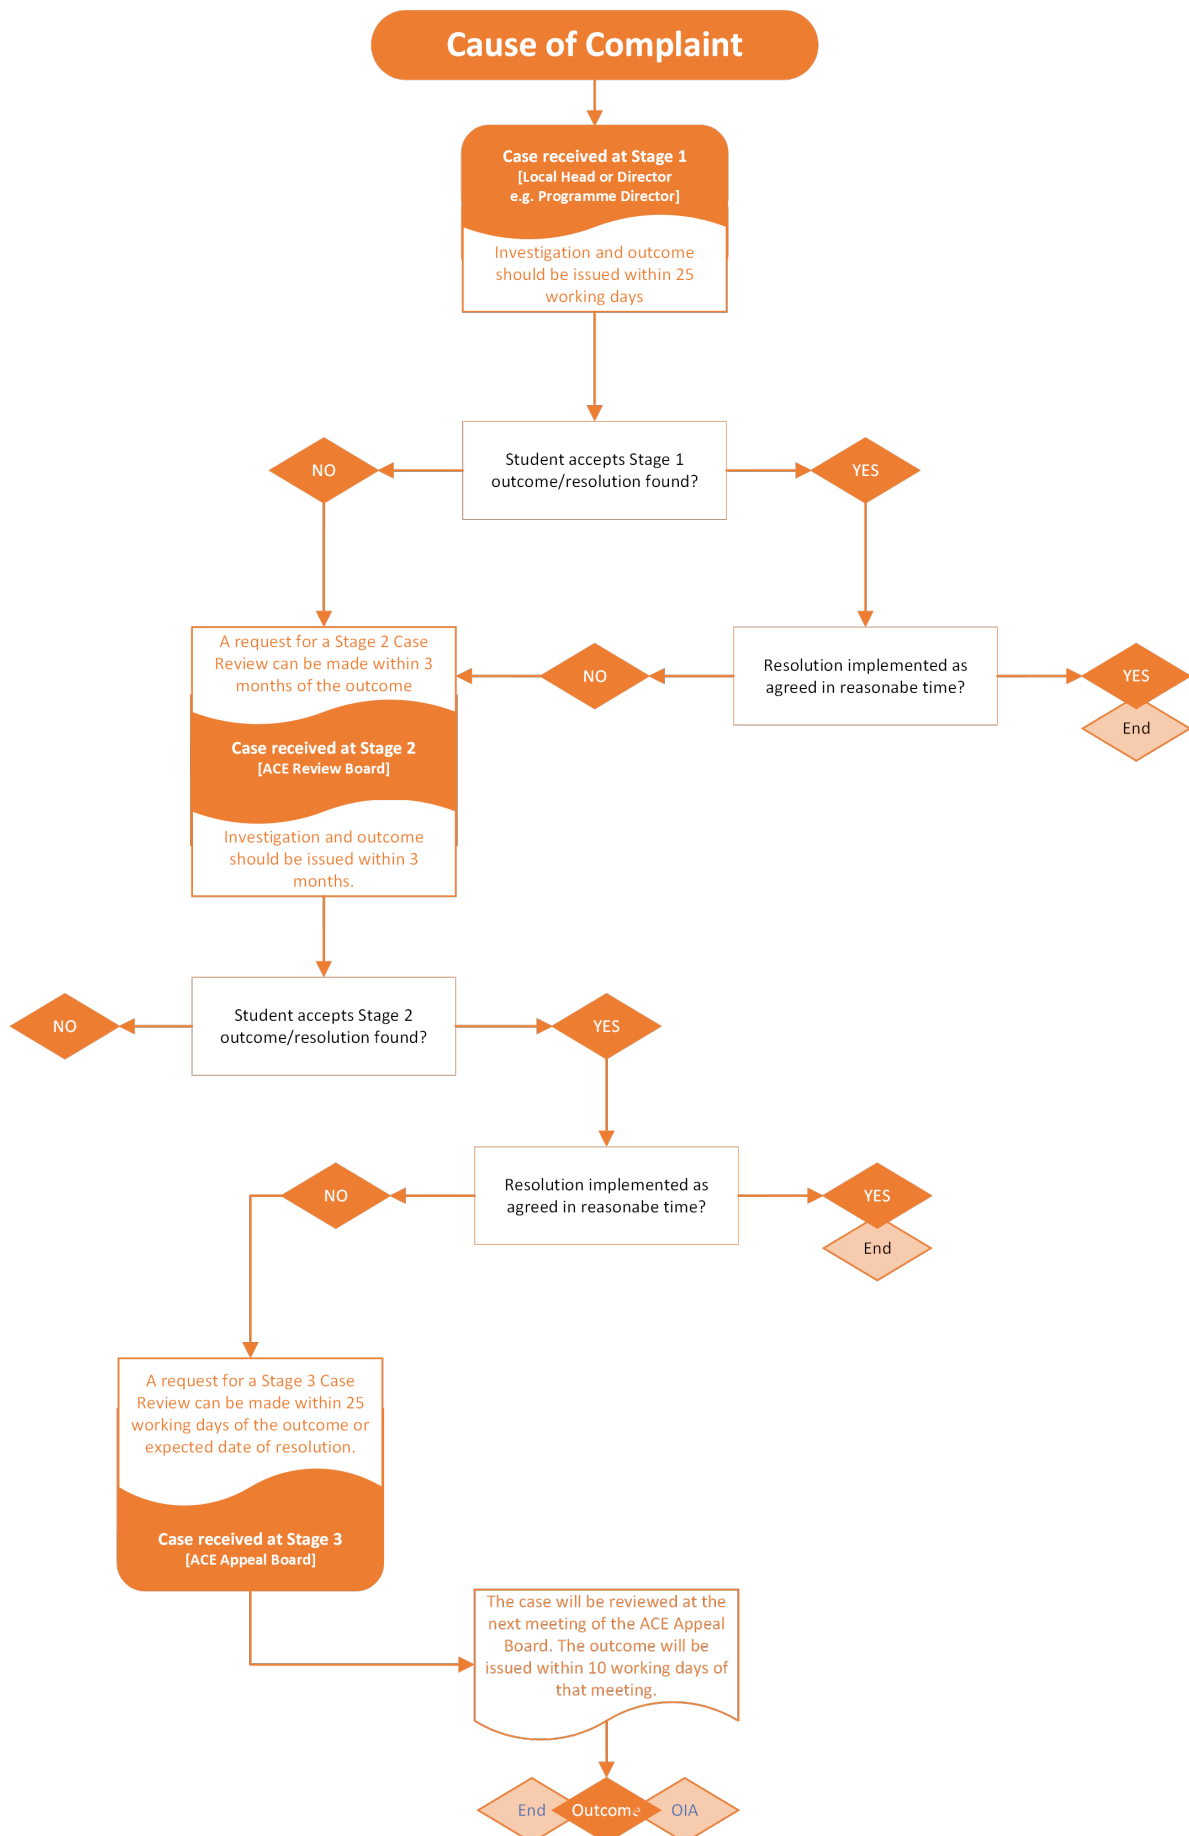 Cause of Complaint
Case received at Stage 1
[Local Head or Director
e.g. Programme Director]
Investigation and outcome
should be issued within 25
working days
Student accepts Stage 1
outcome/resolution found?
NO
YES
A request for a Stage 2 Case
Review can be made within 3
months of the outcome
NO
Resolution implemented as
agreed in reasonabe time?
YES
End
Case received at Stage 2
[ACE Review Board]
Investigation and outcome
should be issued within 3
months.
NO
Student accepts Stage 2
outcome/resolution found?
YES
NO
Resolution implemented as
agreed in reasonabe time?
YES
End
A request for a Stage 3 Case
Review can be made within 25
working days of the outcome or
expected date of resolution.
Case received at Stage 3
[ACE Appeal Board]
The case will be reviewed at the
next meeting of the ACE Appeal
Board. The outcome will be
issued within 10 working days of
that meeting.
End
Outcome
OIA